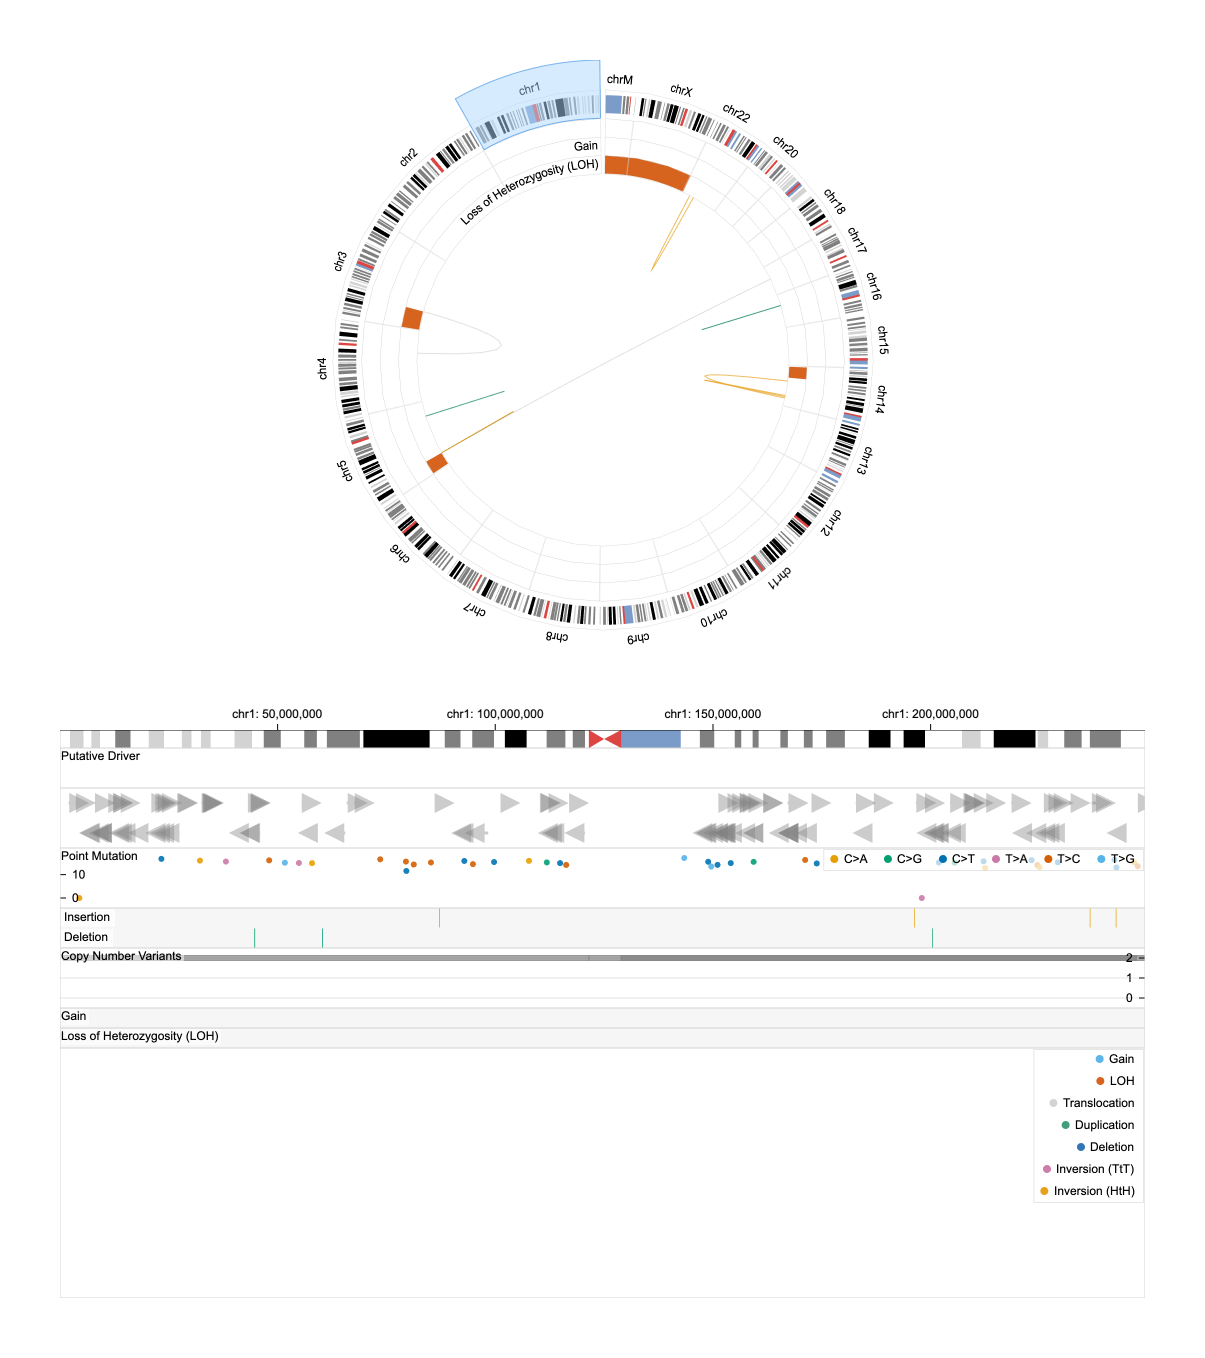 chrM
chrX
chr22
chr20
chr18
chr17
chr16
chr15
chr14
chr13
chr12
chr11
chr10
chr9
chr8
chr7
chr6
chr5
chr4
chr3
chr2
chr1
Gain
Loss of Heterozygosity (LOH)
chr1: 50,000,000 chr1: 100,000,000 chr1: 150,000,000 chr1: 200,000,000
Putative Driver
Point Mutation
C>A C>G C>T T>A T>C T>G
10
0
Insertion
Deletion
Copy Number Variants
2
1
0
Gain
Loss of Heterozygosity (LOH)
Gain
LOH
Translocation
Duplication
Deletion
Inversion (TtT)
Inversion (HtH)